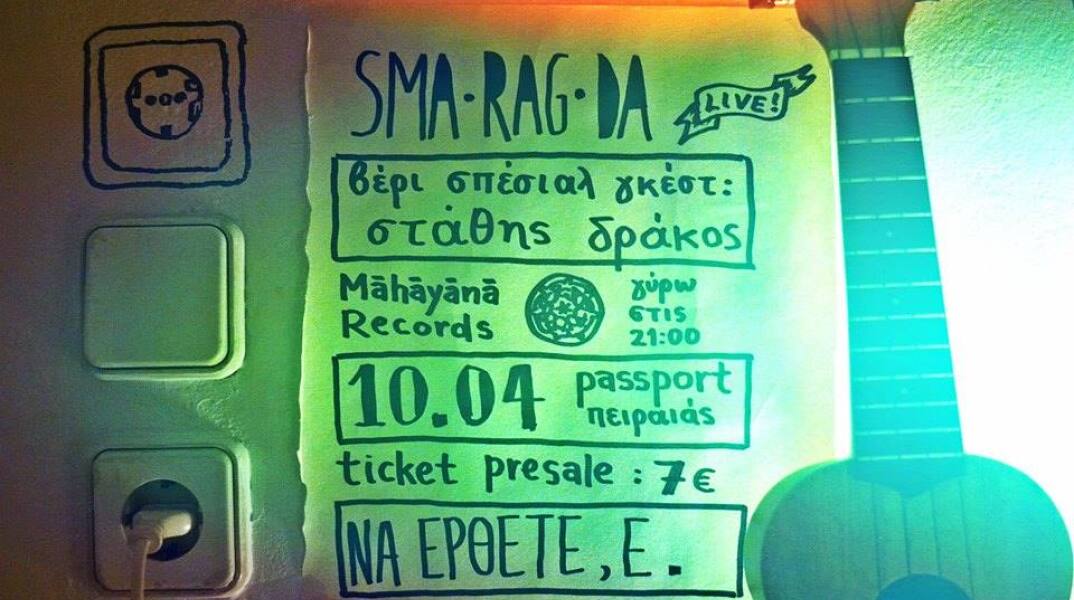 SMA·RAG·DA
LIVE!
βέρι σπέσιαλ γκέστ:
στάθης δράκος
Māhāyānā
Records
γύρω
στις
21:00
10.04
passport
πειραιάς
ticket presale : 7€
ΝΑ ΕΡΘΕΤΕ, Ε.